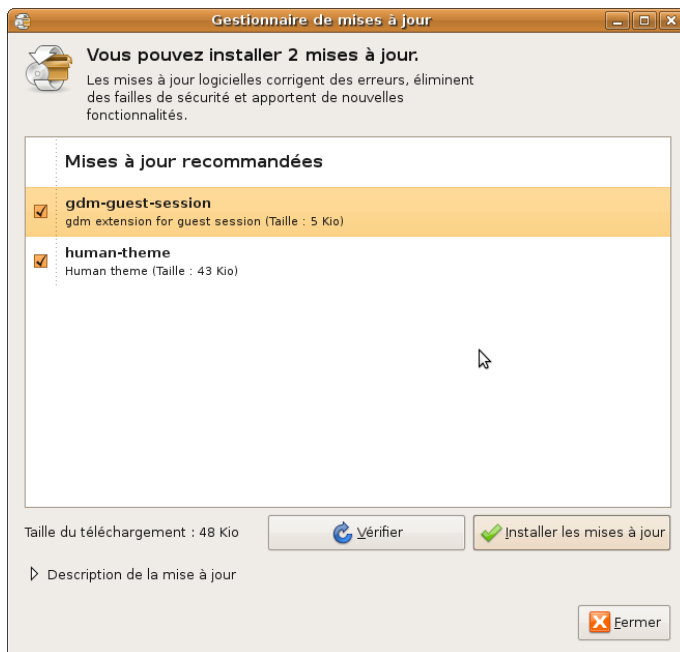 Gestionnaire de mises à jour
Vous pouvez installer 2 mises à jour.
Les mises à jour logicielles corrigent des erreurs, éliminent
des failles de sécurité et apportent de nouvelles
fonctionnalités.
Mises à jour recommandées
gdm-guest-session
gdm extension for guest session (Taille : 5 Kio)
human-theme
Human theme (Taille : 43 Kio)
Taille du téléchargement : 48 Kio
Vérifier
Installer les mises à jour
Description de la mise à jour
Fermer